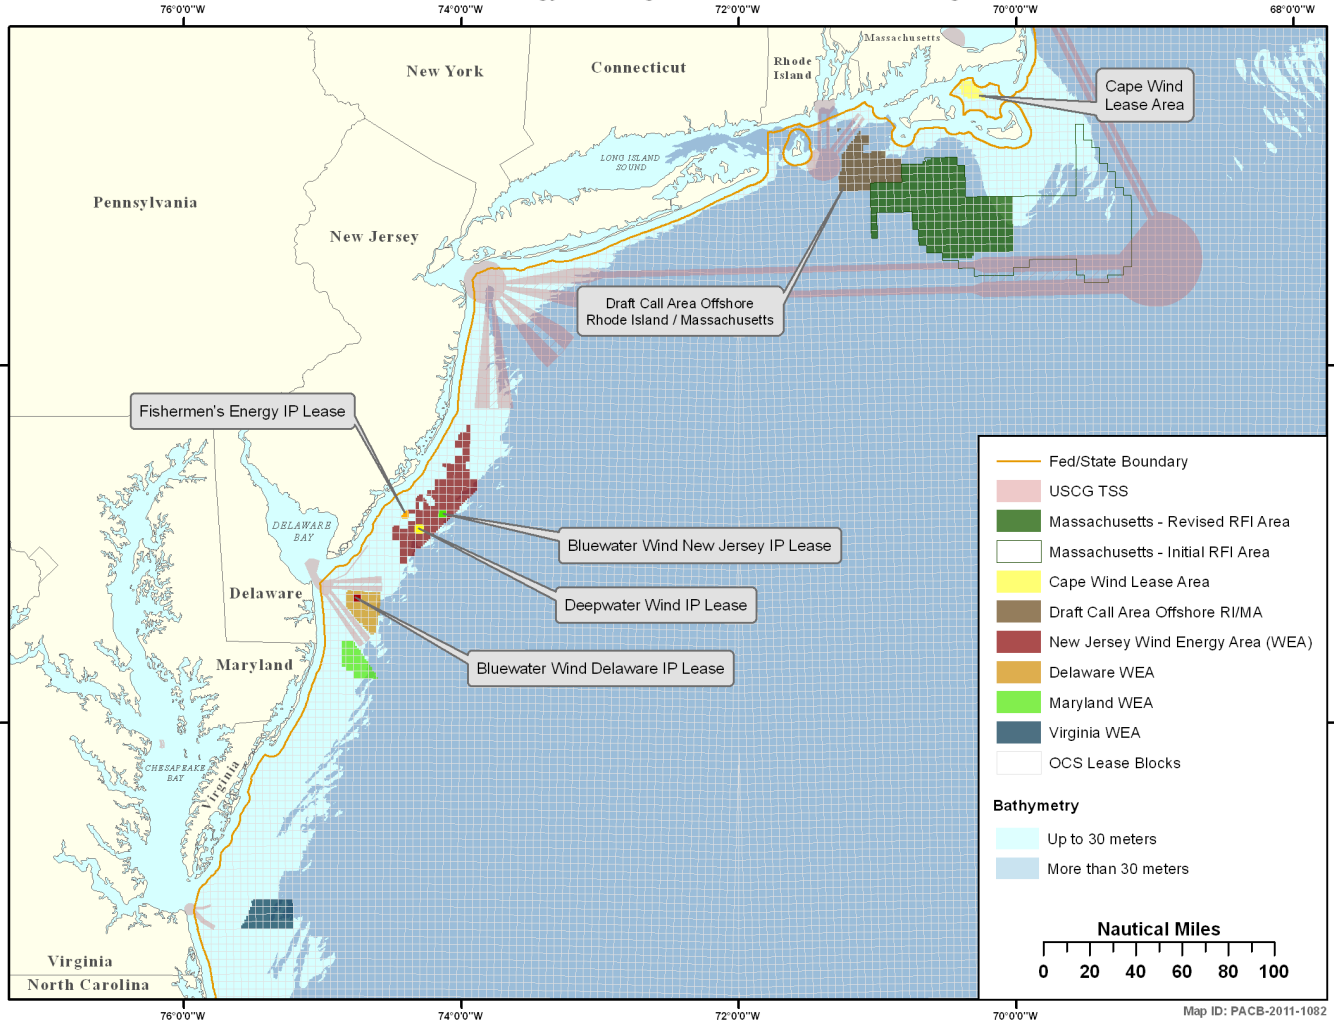 76°0'0"W
74°0'0"W
72°0'0"W
70°0'0"W
68°0'0"W
Massachusetts
New York
Connecticut
Rhode
Island
Cape Wind
Lease Area
LONG ISLAND
SOUND
Pennsylvania
New Jersey
Draft Call Area Offshore
Rhode Island / Massachusetts
Fishermen's Energy IP Lease
DELAWARE
BAY
Bluewater Wind New Jersey IP Lease
Delaware
Deepwater Wind IP Lease
Maryland
Bluewater Wind Delaware IP Lease
CHESAPEAKE
BAY
Virginia
Virginia
North Carolina
Fed/State Boundary
USCG TSS
Massachusetts - Revised RFI Area
Massachusetts - Initial RFI Area
Cape Wind Lease Area
Draft Call Area Offshore RI/MA
New Jersey Wind Energy Area (WEA)
Delaware WEA
Maryland WEA
Virginia WEA
OCS Lease Blocks
Bathymetry
Up to 30 meters
More than 30 meters
Nautical Miles
0 20 40 60 80 100
76°0'0"W
74°0'0"W
72°0'0"W
70°0'0"W
Map ID: PACB-2011-1082